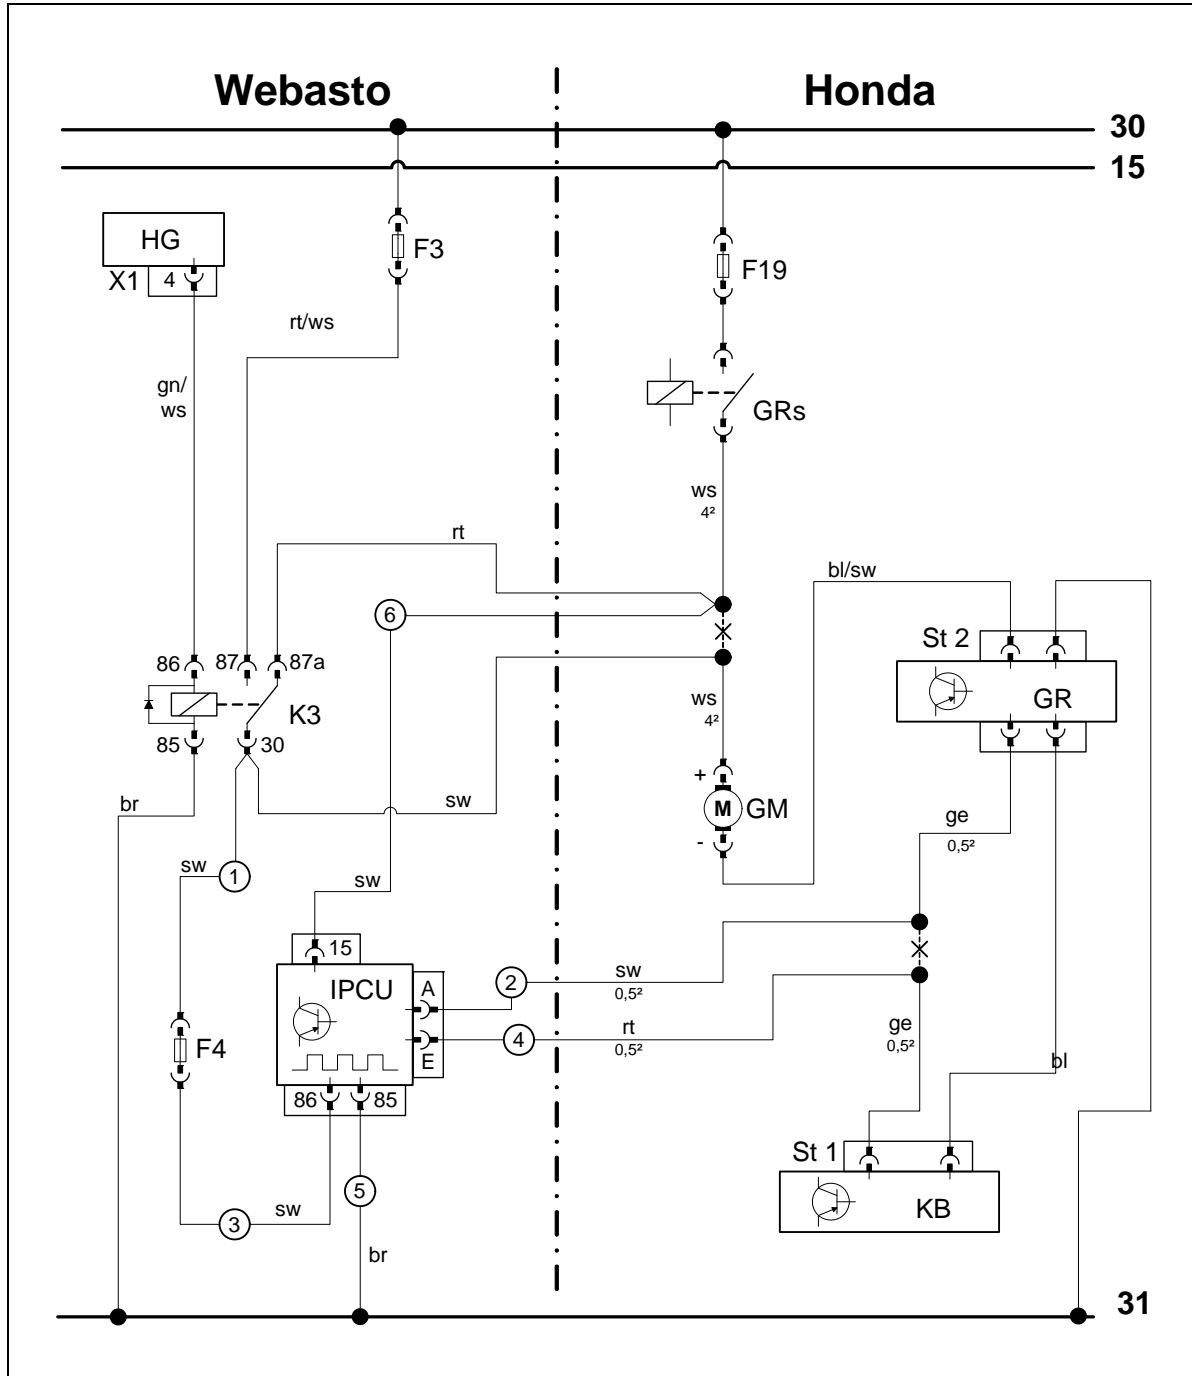 Webasto
Honda
30
15
HG
F3
X1
4
F19
rt/ws
gn/
ws
GRs
ws
4²
rt
bl/sw
6
St 2
86
87
87a
GR
K3
ws
4²
85
30
+
M
GM
-
br
sw
ge
0,5²
sw
1
sw
15
IPCU
A
2
sw
0,5²
E
4
rt
0,5²
ge
0,5²
F4
bl
86
85
St 1
5
KB
3
sw
br
31